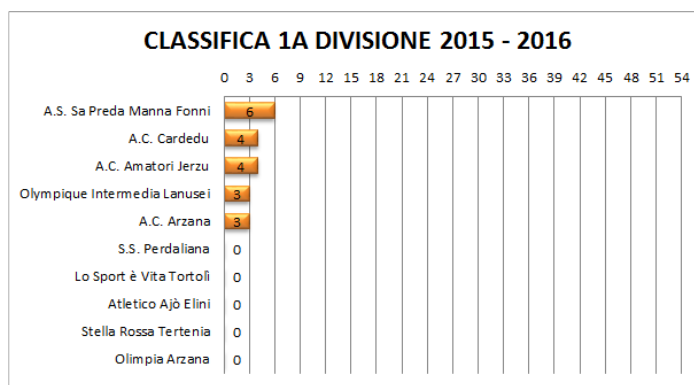 CLASSIFICA 1A DIVISIONE 2015 - 2016
0 3 6 9 12 15 18 21 24 27 30 33 36 39 42 45 48 51 54
A.S. Sa Preda Manna Fonni 6
A.C. Cardedu 4
A.C. Amatori Jerzu 4
Olympique Intermedia Lanusei 3
A.C. Arzana 3
S.S. Perdaliana 0
Lo Sport è Vita Tortolì 0
Atletico Ajò Elini 0
Stella Rossa Tertenia 0
Olimpia Arzana 0